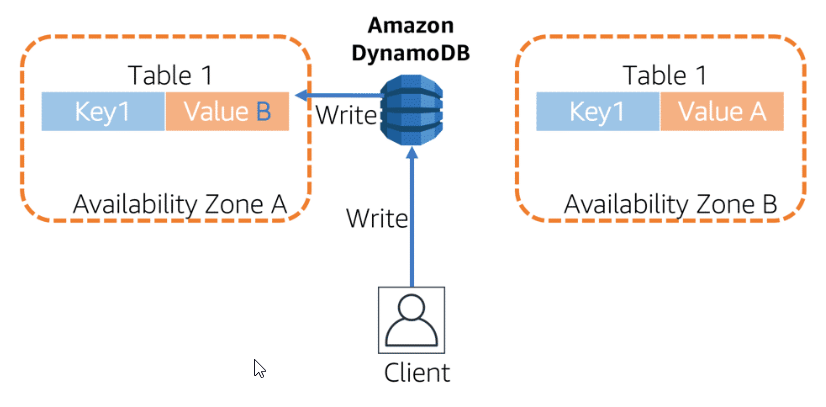 Amazon
DynamoDB
Table 1
Key1 Value B
Write
Availability Zone A
Table 1
Key1 Value A
Availability Zone B
Write
Client